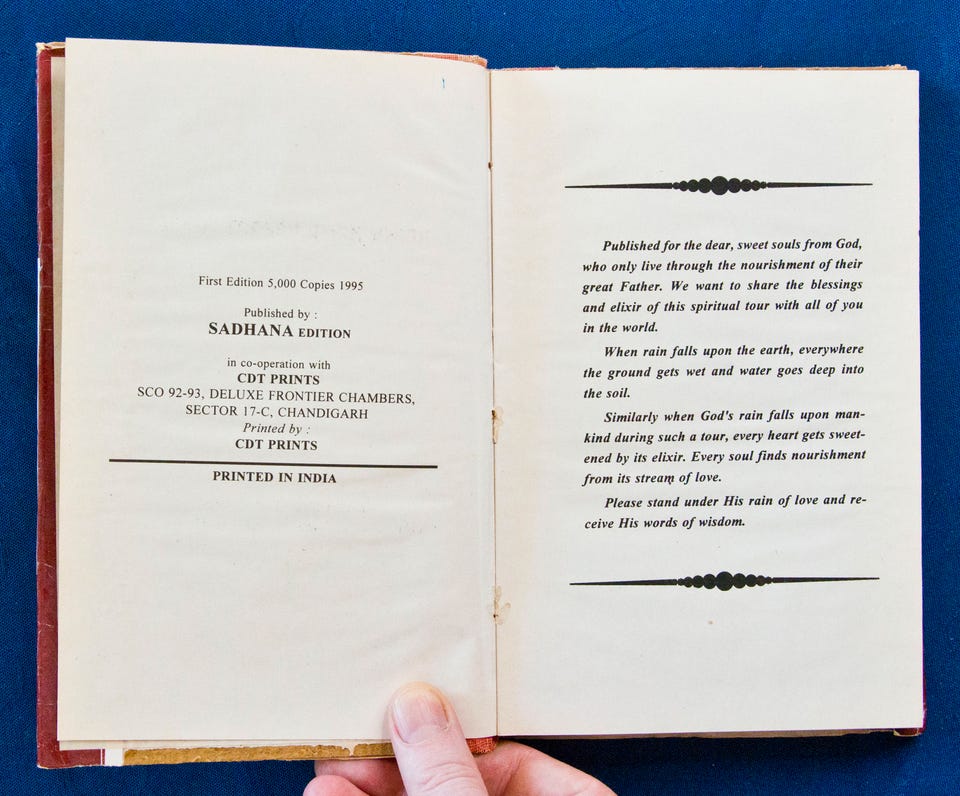 First Edition 5,000 Copies 1995
Published by :
SADHANA EDITION
in co-operation with
CDT PRINTS
SCO 92-93, DELUXE FRONTIER CHAMBERS,
SECTOR 17-C, CHANDIGARH
Printed by :
CDT PRINTS
PRINTED IN INDIA
Published for the dear, sweet souls from God,
who only live through the nourishment of their
great Father. We want to share the blessings
and elixir of this spiritual tour with all of you
in the world.
When rain falls upon the earth, everywhere
the ground gets wet and water goes deep into
the soil.
Similarly when God's rain falls upon man-
kind during such a tour, every heart gets sweet-
ened by its elixir. Every soul finds nourishment
from its stream of love.
Please stand under His rain of love and re-
ceive His words of wisdom.